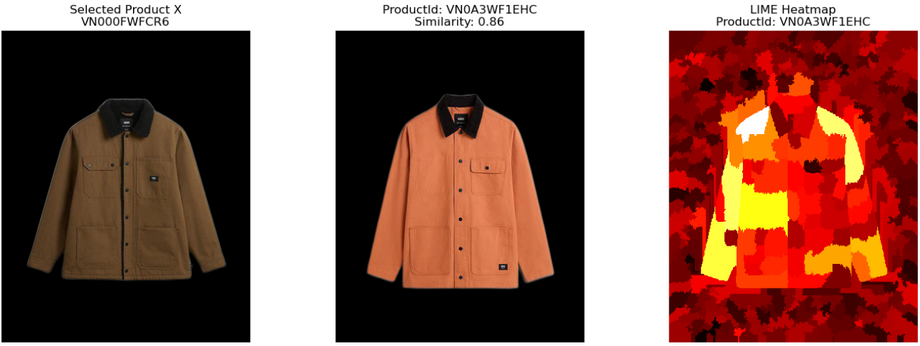 Selected Product X
VN000FWFCR6
ProductId: VN0A3WF1EHC
Similarity: 0.86
LIME Heatmap
ProductId: VN0A3WF1EHC